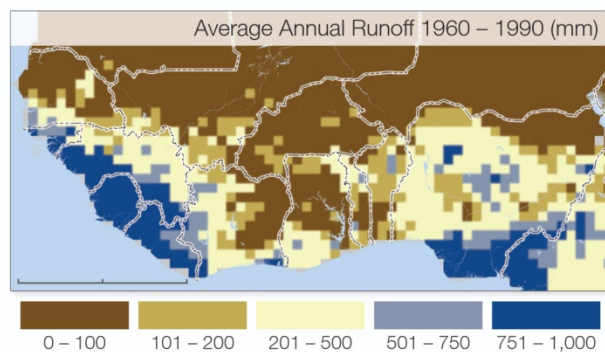 Average Annual Runoff 1960 – 1990 (mm)
0 – 100
101 – 200
201 – 500
501 – 750
751 – 1,000